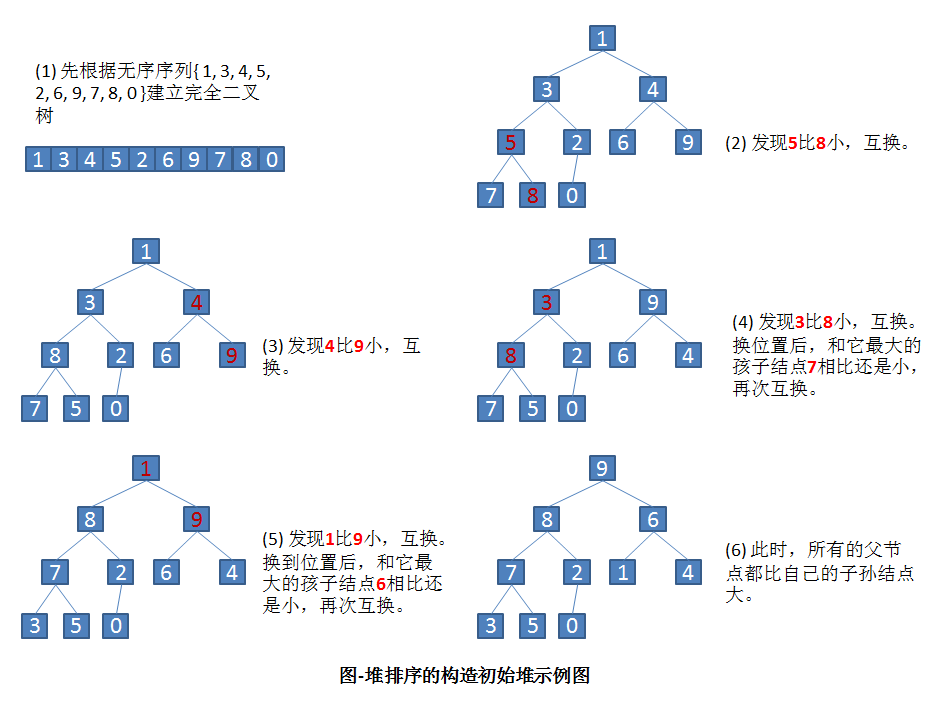 (1) 先根据无序序列{ 1, 3, 4, 5,
2, 6, 9, 7, 8, 0 }建立完全二叉
树
1 3 4 5 2 6 9 7 8 0
1
3 4
5 2 6 9
7 8 0
(2) 发现5比8小，互换。
1
3 4
8 2 6 9
7 5 0
(3) 发现4比9小，互
换。
1
3 9
8 2 6 4
7 5 0
(4) 发现3比8小，互换。
换位置后，和它最大的
孩子结点7相比还是小，
再次互换。
1
8 9
7 2 6 4
3 5 0
(5) 发现1比9小，互换。
换到位置后，和它最
大的孩子结点6相比还
是小，再次互换。
9
8 6
7 2 1 4
3 5 0
(6) 此时，所有的父节
点都比自己的子孙结点
大。
图-堆排序的构造初始堆示例图